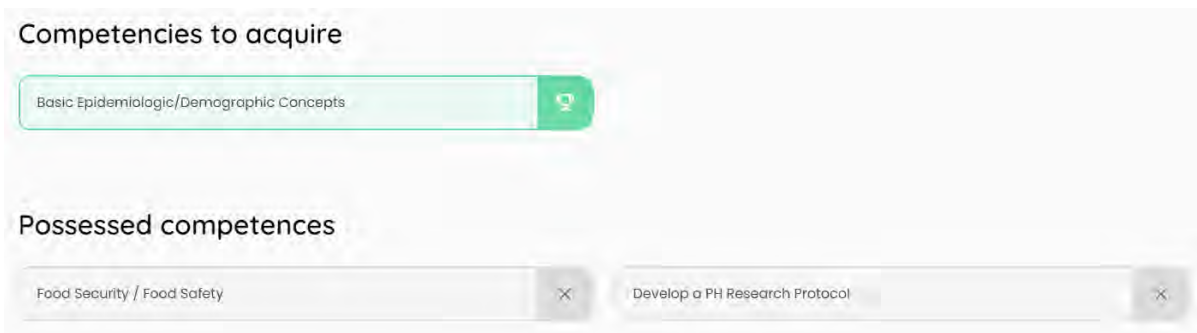 Competencies to acquire
Basic Epidemiologic/Demographic Concepts
Possessed competences
Food Security / Food Safety
Develop a PH Research Protocol